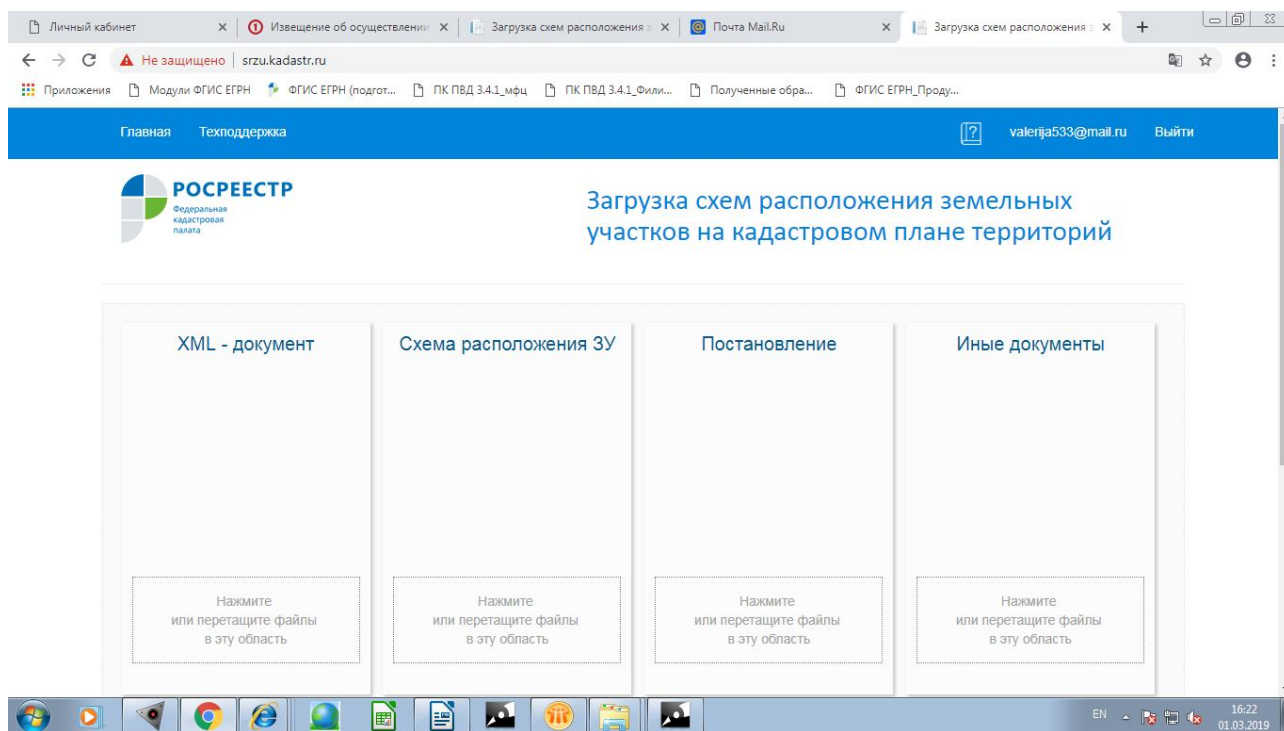 Личный кабинет
Извещение об осуществлении
Загрузка схем расположения з
Почта Mail.Ru
Загрузка схем расположения з
Не защищено
srzu.kadastr.ru
Приложения
Модули ФГИС ЕГРН
ФГИС ЕГРН (подгот...
ПК ПВД 3.4.1_мфц
ПК ПВД 3.4.1_Фили...
Полученные обра...
ФГИС ЕГРН_Проду...
Главная
Техподдержка
valerija533@mail.ru
Выйти
РОСРЕЕСТР
Федеральная
кадастровая
палата
Загрузка схем расположения земельных
участков на кадастровом плане территорий
XML - документ
Схема расположения ЗУ
Постановление
Иные документы
Нажмите
или перетащите файлы
в эту область
Нажмите
или перетащите файлы
в эту область
Нажмите
или перетащите файлы
в эту область
Нажмите
или перетащите файлы
в эту область
EN
16:22
01.03.2019